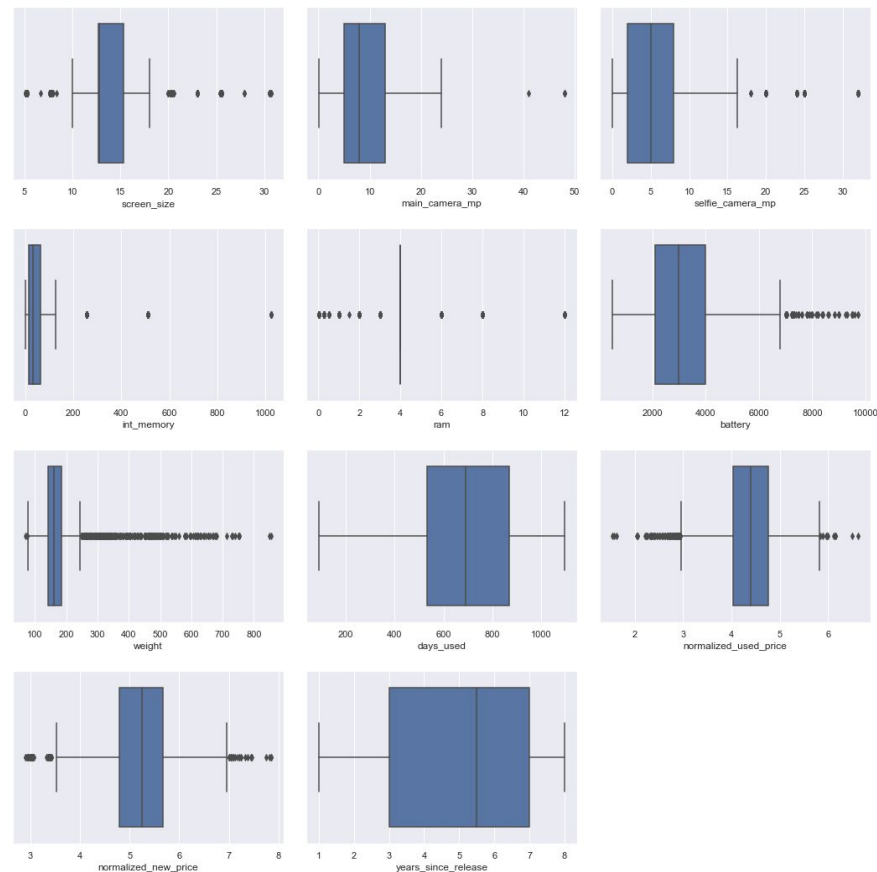 5 10 15 20 25 30
screen_size
0 10 20 30 40 50
main_camera_mp
0 5 10 15 20 25 30
selfie_camera_mp
0 200 400 600 800 1000
int_memory
0 2 4 6 8 10 12
ram
2000 4000 6000 8000 10000
battery
100 200 300 400 500 600 700 800
weight
200 400 600 800 1000
days_used
2 3 4 5 6
normalized_used_price
3 4 5 6 7 8
normalized_new_price
1 2 3 4 5 6 7 8
years_since_release